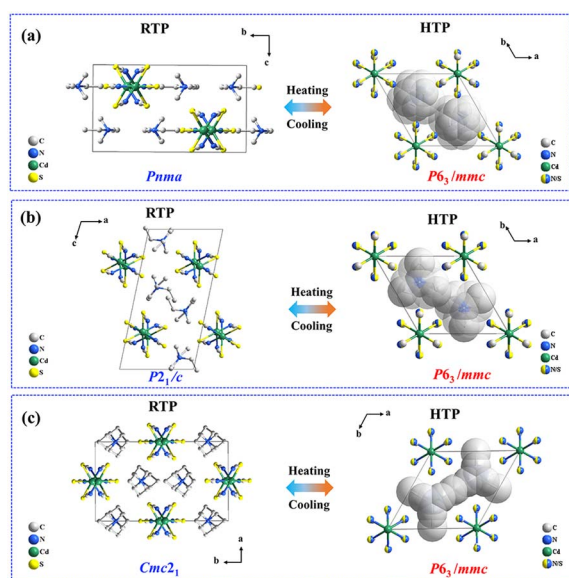 (a)
RTP
b
c
HTP
b
a
Heating
Cooling
C
N
Cd
S
Pnma
C
N
Cd
N/S
P6₃/mmc
(b)
RTP
a
c
HTP
b
a
Heating
Cooling
C
N
Cd
S
P2₁/c
C
N
Cd
N/S
P6₃/mmc
(c)
RTP
HTP
a
b
Heating
Cooling
C
N
Cd
S
Cmc2₁
a
b
C
N
Cd
N/S
P6₃/mmc